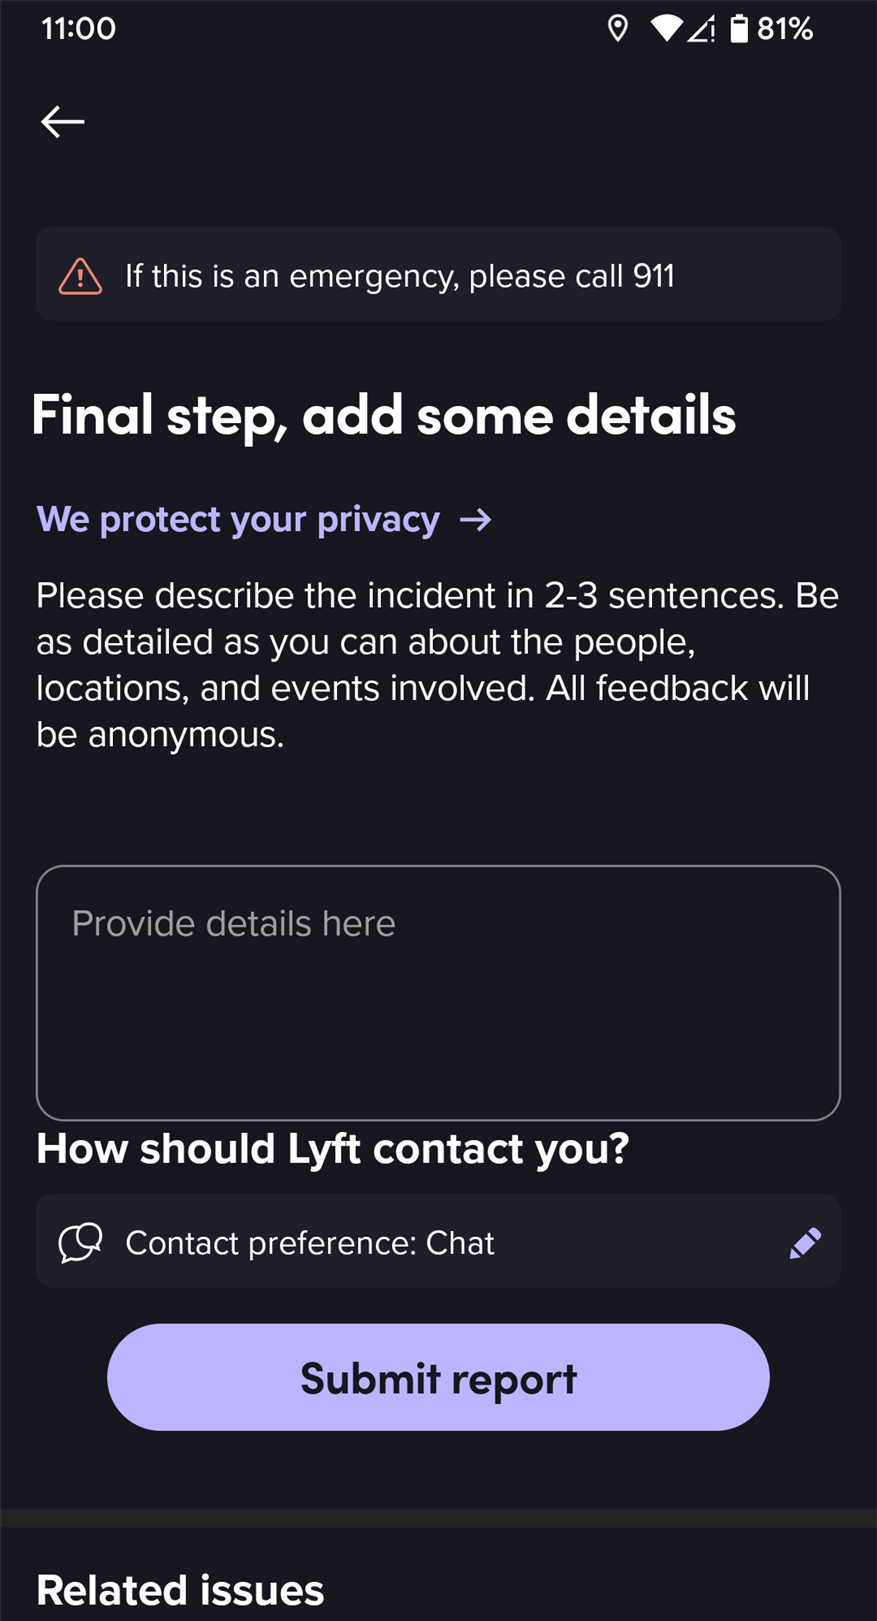 11:00 81%
If this is an emergency, please call 911
Final step, add some details
We protect your privacy →
Please describe the incident in 2-3 sentences. Be
as detailed as you can about the people,
locations, and events involved. All feedback will
be anonymous.
Provide details here
How should Lyft contact you?
Contact preference: Chat
Submit report
Related issues